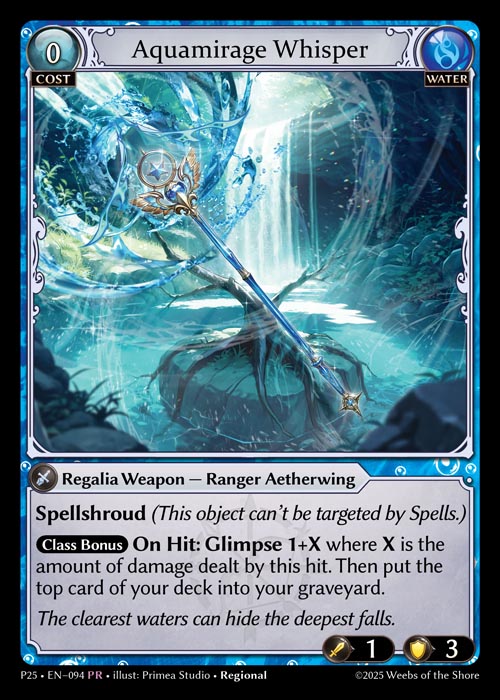 0
Aquamirage Whisper
COST
WATER
Regalia Weapon — Ranger Aetherwing
Spellshroud (This object can't be targeted by Spells.)
Class Bonus On Hit: Glimpse 1+X where X is the
amount of damage dealt by this hit. Then put the
top card of your deck into your graveyard.
The clearest waters can hide the deepest falls.
1
3
P25 • EN–094 PR • illust: Primea Studio • Regional
©2025 Weebs of the Shore